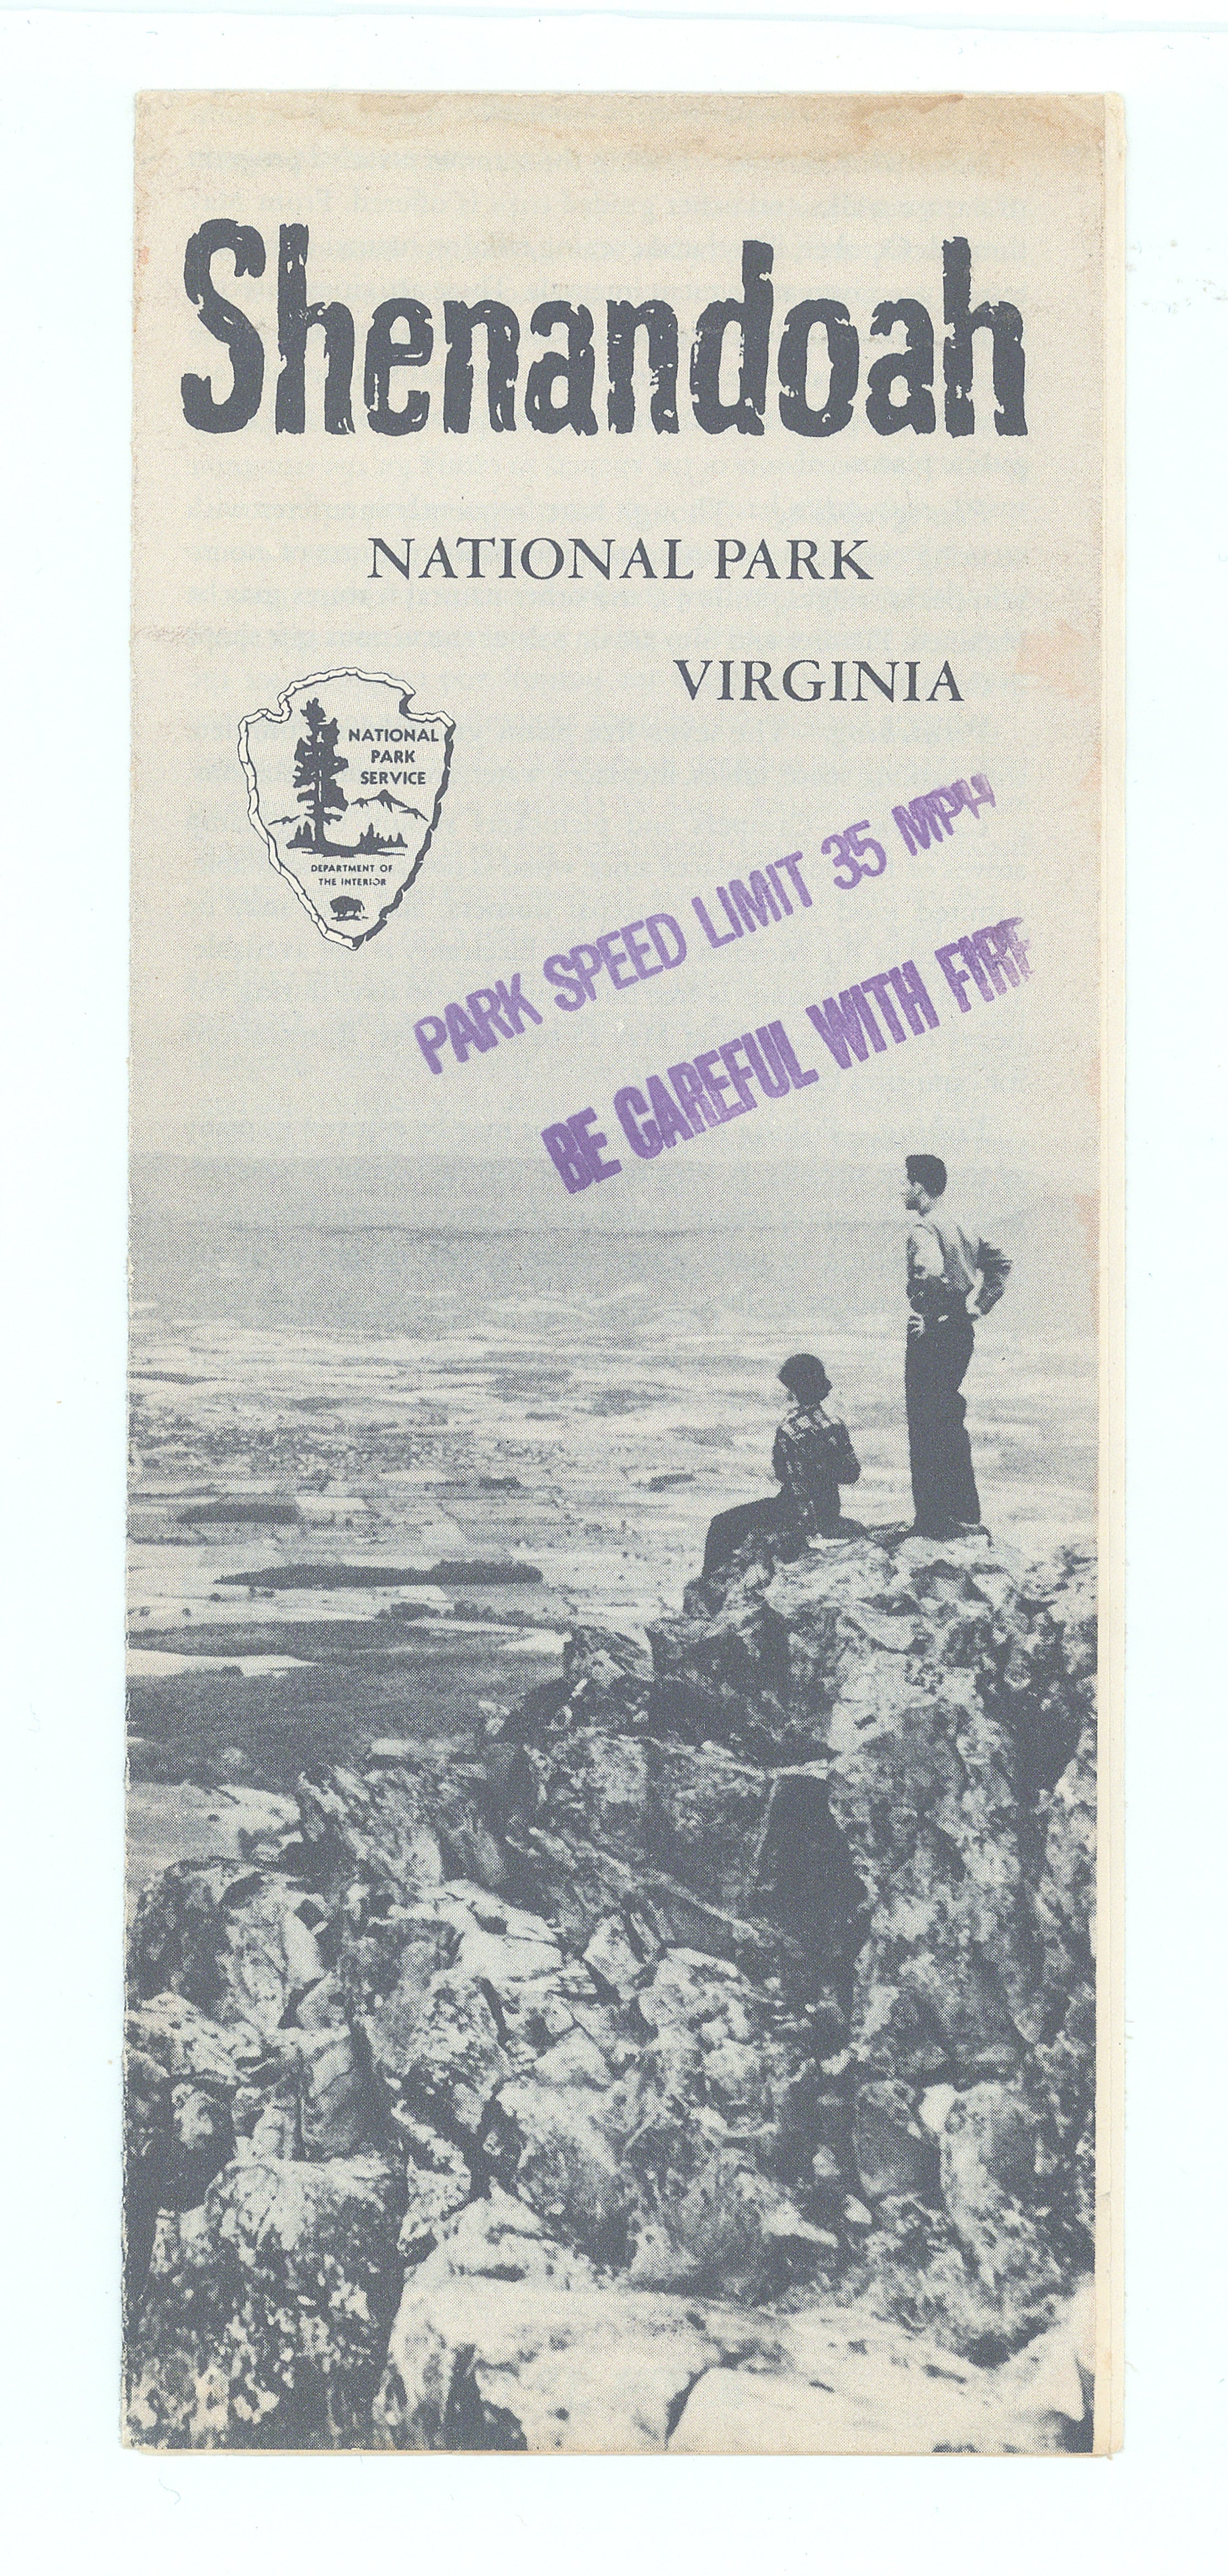 Shenandoah
NATIONAL PARK
VIRGINIA
NATIONAL
PARK
SERVICE
DEPARTMENT OF
THE INTERIOR
PARK SPEED LIMIT 35 MPH
BE CAREFUL WITH FIRE